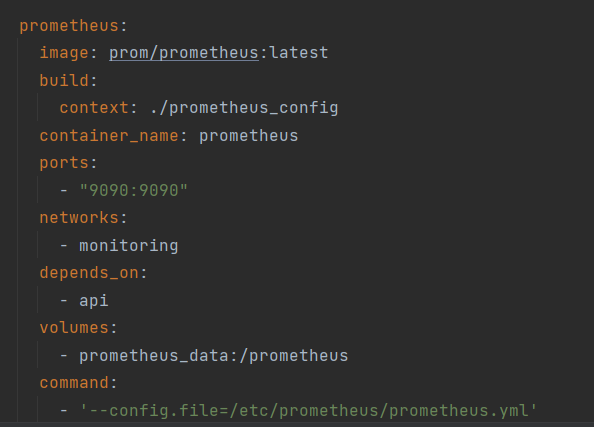 prometheus:
  image: prom/prometheus:latest
  build:
    context: ./prometheus_config
  container_name: prometheus
  ports:
    - "9090:9090"
  networks:
    - monitoring
  depends_on:
    - api
  volumes:
    - prometheus_data:/prometheus
  command:
    - '--config.file=/etc/prometheus/prometheus.yml'